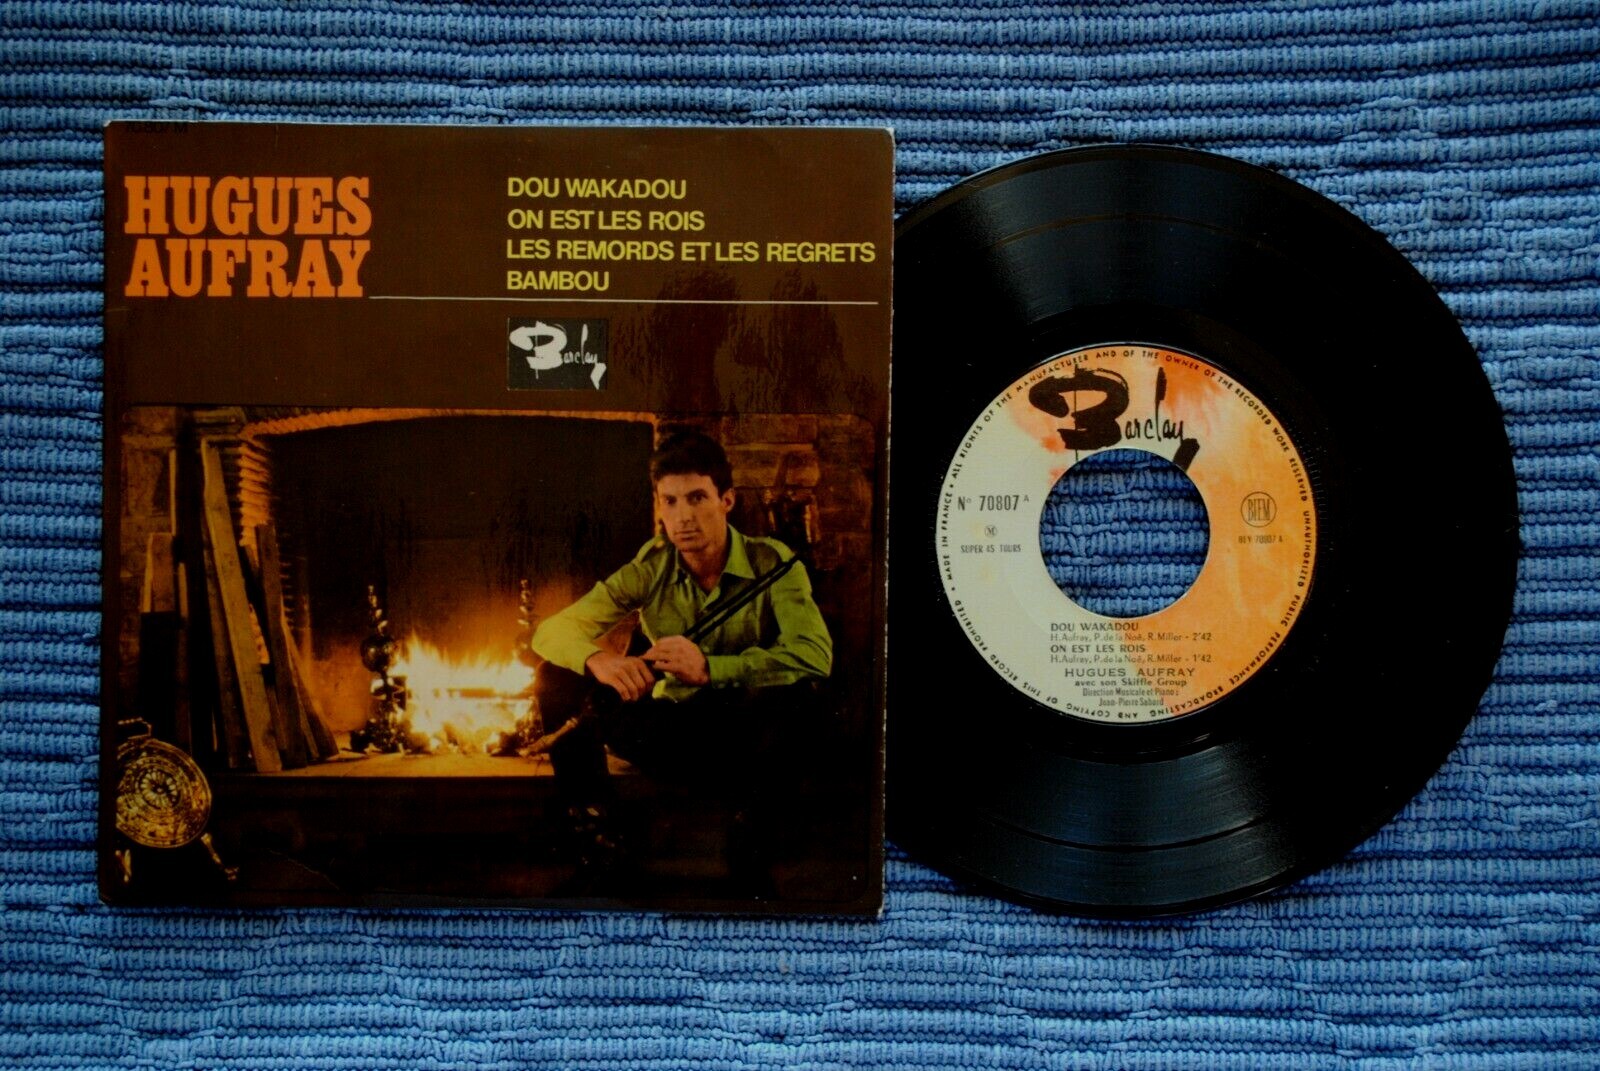 70.807 M
HUGUES
AUFRAY
DOU WAKADOU
ON EST LES ROIS
LES REMORDS ET LES REGRETS
BAMBOU
Barclay
Barclay
MADE IN FRANCE • ALL RIGHTS OF THE MANUFACTURER AND OF THE OWNER OF THE RECORDED WORK RESERVED UNAUTHORIZED PUBLIC PERFORMANCE BROADCASTING AND COPYING OF THIS RECORD PROHIBITED •
No 70807 A
M
SUPER 45 TOURS
BIEM
BEY 70807 A
DOU WAKADOU
H. Aufray, P. de la Noë, R. Miller - 2'42
ON EST LES ROIS
H. Aufray, P. de la Noë, R. Miller - 1'42
HUGUES AUFRAY
avec son Skiffle Group
Direction Musicale et Piano :
Jean-Pierre Sabard